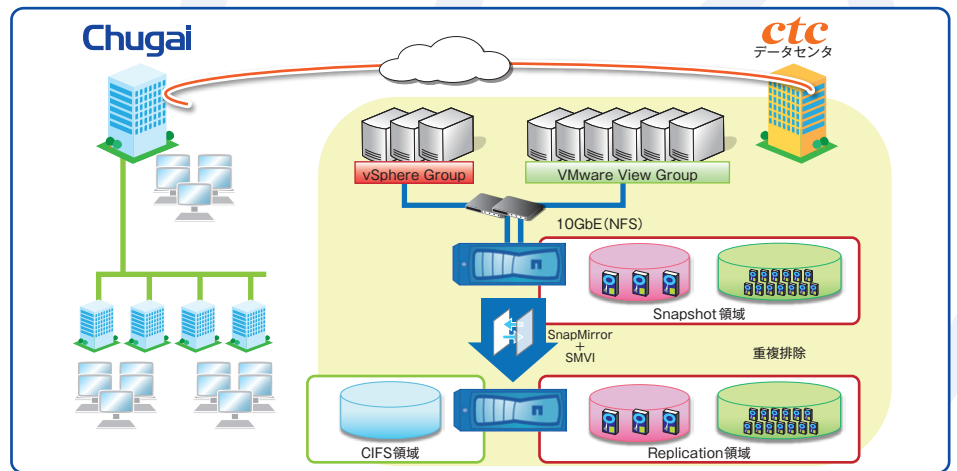 Chugai
ctc
データセンタ
vSphere Group
VMware View Group
10GbE(NFS)
Snapshot 領域
SnapMirror
+
SMVI
重複排除
CIFS領域
Replication領域